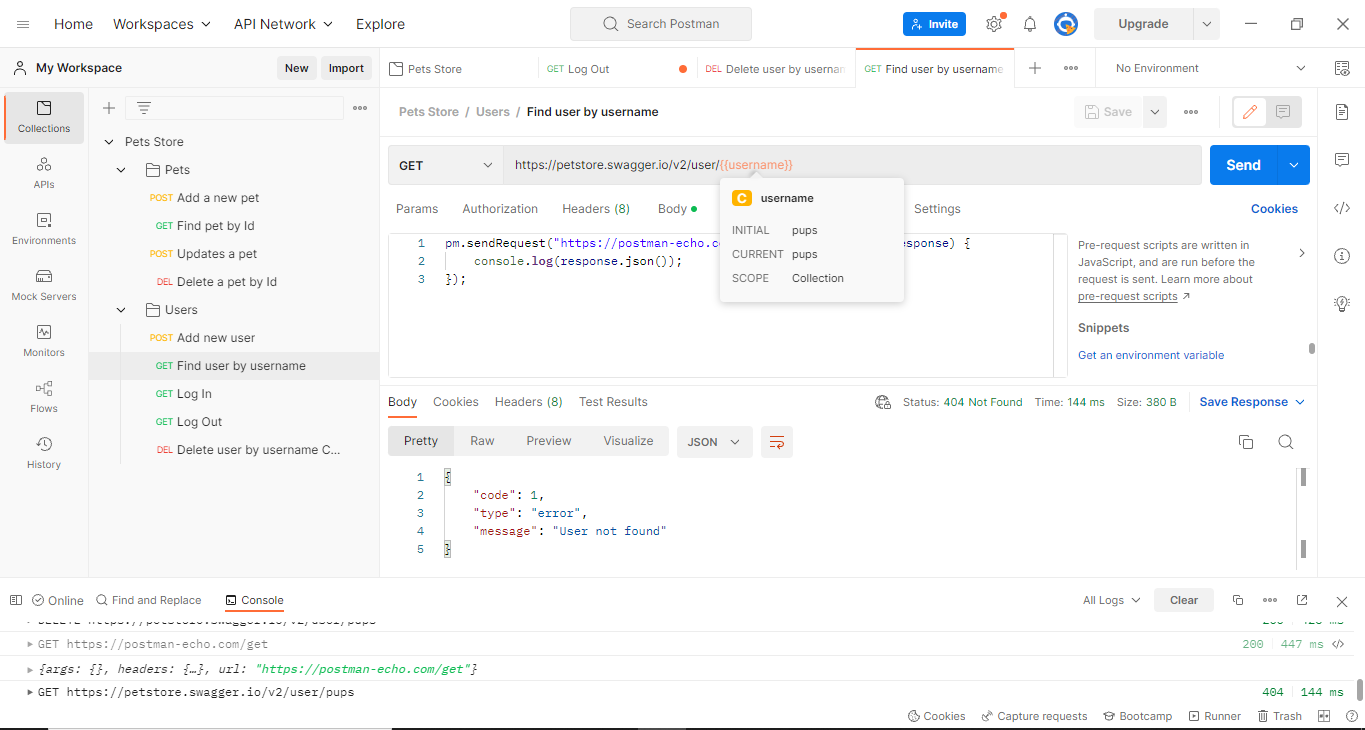 Home Workspaces API Network Explore Search Postman Invite Upgrade
My Workspace New Import Pets Store GET Log Out DEL Delete user by usernan GET Find user by username No Environment
Collections
APIs
Environments
Mock Servers
Monitors
Flows
History
Pets Store
Pets
POST Add a new pet
GET Find pet by Id
POST Updates a pet
DEL Delete a pet by Id
Users
POST Add new user
GET Find user by username
GET Log In
GET Log Out
DEL Delete user by username C...
Pets Store / Users / Find user by username Save
GET https://petstore.swagger.io/v2/user/{{username}} Send
Params Authorization Headers (8) Body Settings Cookies
C username
INITIAL pups
CURRENT pups
SCOPE Collection
1 pm.sendRequest("https://postman-echo.co esponse) {
2 console.log(response.json());
3 });
Pre-request scripts are written in
JavaScript, and are run before the
request is sent. Learn more about
pre-request scripts
Snippets
Get an environment variable
Body Cookies Headers (8) Test Results Status: 404 Not Found Time: 144 ms Size: 380 B Save Response
Pretty Raw Preview Visualize JSON
1 {
2 "code": 1,
3 "type": "error",
4 "message": "User not found"
5 }
Online Find and Replace Console All Logs Clear
DELETE https://petstore.swagger.io/v2/user/pups 200 ms
GET https://postman-echo.com/get 200 447 ms
{args: {}, headers: {…}, url: "https://postman-echo.com/get"}
GET https://petstore.swagger.io/v2/user/pups 404 144 ms
Cookies Capture requests Bootcamp Runner Trash